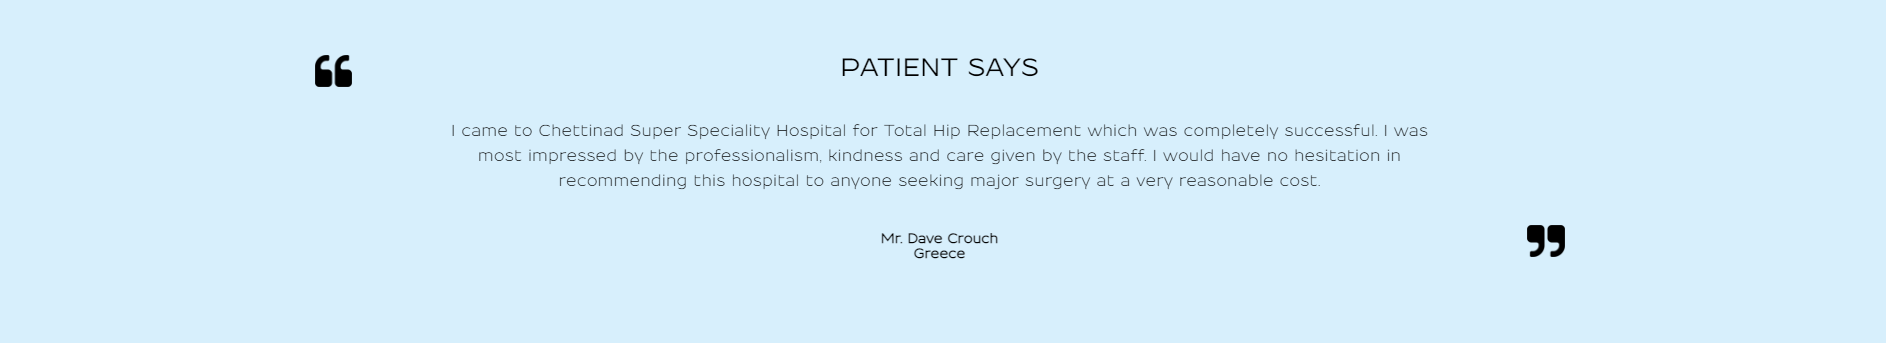 PATIENT SAYS
I came to Chettinad Super Speciality Hospital for Total Hip Replacement which was completely successful. I was
most impressed by the professionalism, kindness and care given by the staff. I would have no hesitation in
recommending this hospital to anyone seeking major surgery at a very reasonable cost.
Mr. Dave Crouch
Greece